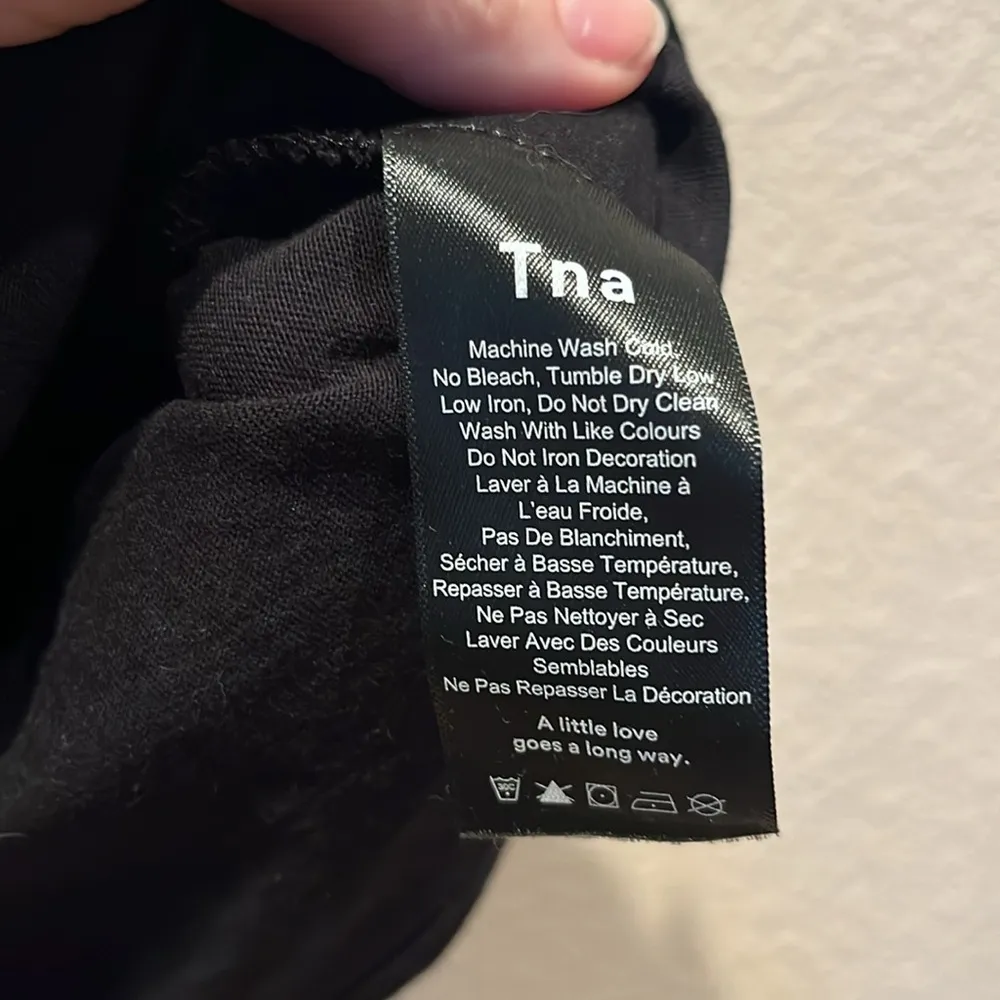 Tna
Machine Wash Cold,
No Bleach, Tumble Dry Low,
Low Iron, Do Not Dry Clean
Wash With Like Colours
Do Not Iron Decoration
Laver à La Machine à
L'eau Froide,
Pas De Blanchiment,
Sécher à Basse Température,
Repasser à Basse Température,
Ne Pas Nettoyer à Sec
Laver Avec Des Couleurs
Semblables
Ne Pas Repasser La Décoration
A little love
goes a long way.
30C